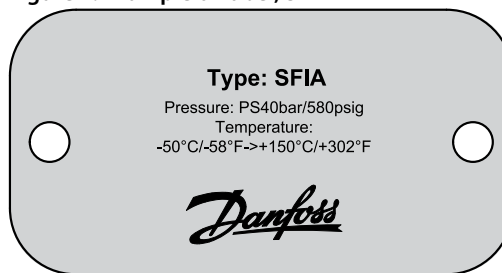 Type: SFIA
Pressure: PS40bar/580psig
Temperature:
-50°C/-58°F->+150°C/+302°F
Danfoss